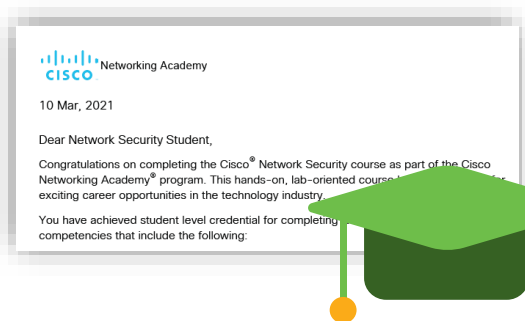 CISCO Networking Academy
10 Mar, 2021
Dear Network Security Student,
Congratulations on completing the Cisco® Network Security course as part of the Cisco
Networking Academy® program. This hands-on, lab-oriented course
exciting career opportunities in the technology industry.
You have achieved student level credential for completing
competencies that include the following: